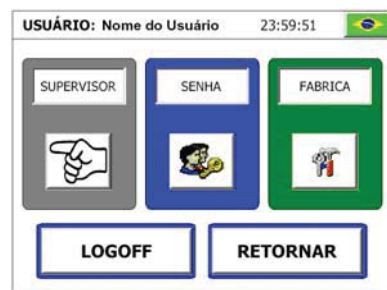 USUÁRIO: Nome do Usuário 23:59:51
SUPERVISOR SENHA FABRICA
LOGOFF RETORNAR